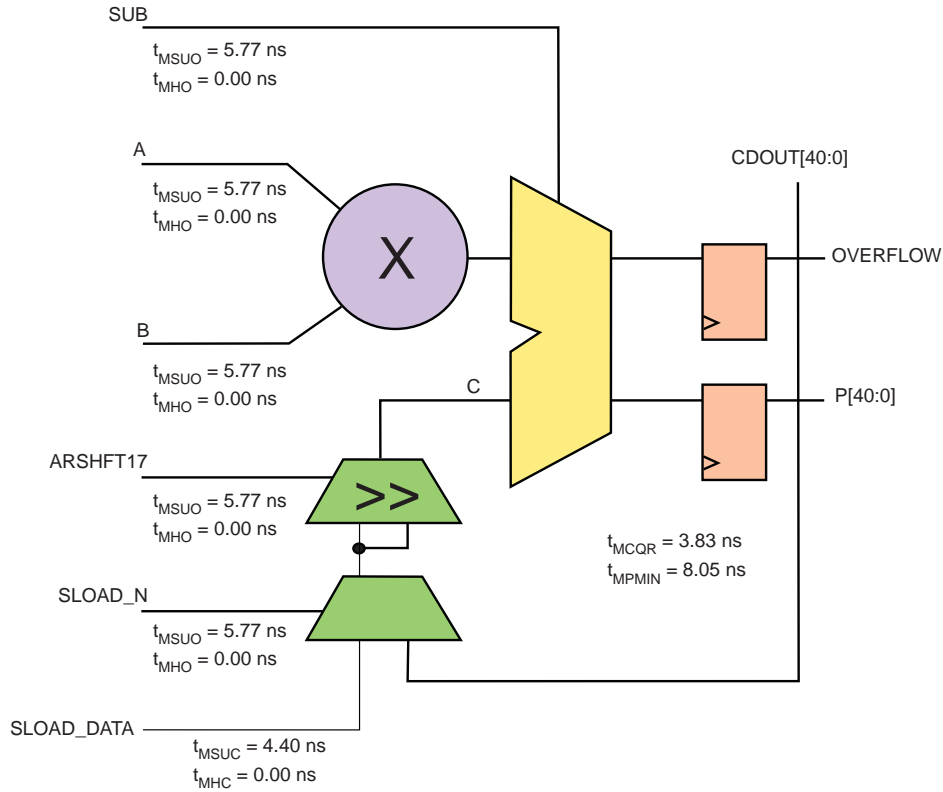 SUB
tMSUO = 5.77 ns
tMHO = 0.00 ns
A
tMSUO = 5.77 ns
tMHO = 0.00 ns
CDOUT[40:0]
X
OVERFLOW
B
tMSUO = 5.77 ns
tMHO = 0.00 ns
C
P[40:0]
ARSHFT17
>>
tMSUO = 5.77 ns
tMHO = 0.00 ns
tMCQR = 3.83 ns
tMPMIN = 8.05 ns
SLOAD_N
tMSUO = 5.77 ns
tMHO = 0.00 ns
SLOAD_DATA
tMSUC = 4.40 ns
tMHC = 0.00 ns